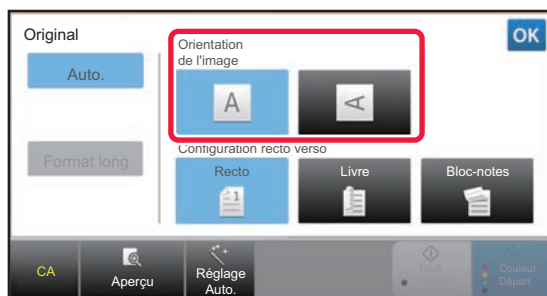 Original
OK
Orientation
de l'image
Auto.
A
A
Format long
Configuration recto verso
Recto
Livre
Bloc-notes
1
CA
Aperçu
Réglage
Auto.
N&B
Couleur
Départ